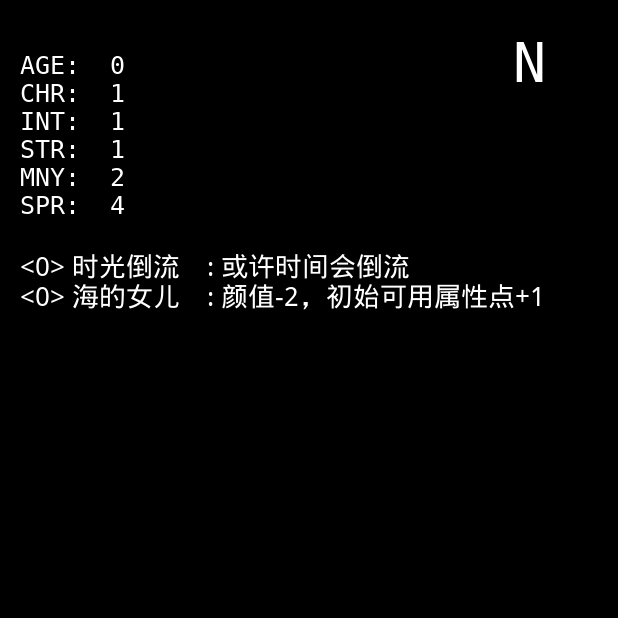 N
AGE: 0
CHR: 1
INT: 1
STR: 1
MNY: 2
SPR: 4
<O> 时光倒流 : 或许时间会倒流
<O> 海的女儿 : 颜值-2，初始可用属性点+1